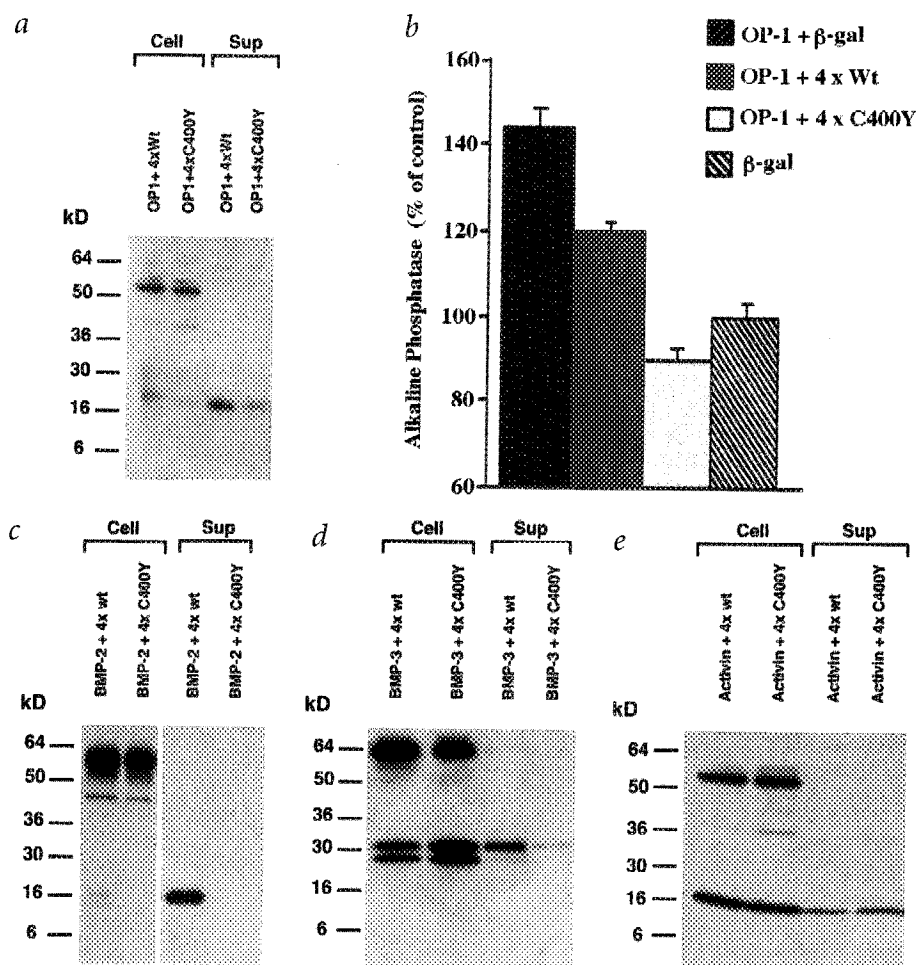 a
Cell Sup
OP1+ 4xWt
OP1+4xC400Y
OP1+ 4xWt
OP1+4xC400Y
kD
64
50
36
30
16
6
b
Alkaline Phosphatase (% of control)
160
140
120
100
80
60
OP-1 + β-gal
OP-1 + 4 x Wt
OP-1 + 4 x C400Y
β-gal
c
Cell Sup
BMP-2 + 4x wt
BMP-2 + 4x C400Y
BMP-2 + 4x wt
BMP-2 + 4x C400Y
kD
64
50
36
30
16
6
d
Cell Sup
BMP-3 + 4x wt
BMP-3 + 4x C400Y
BMP-3 + 4x wt
BMP-3 + 4x C400Y
kD
64
50
36
30
16
6
e
Cell Sup
Activin + 4x wt
Activin + 4x C400Y
Activin + 4x wt
Activin + 4x C400Y
kD
64
50
36
30
16
6